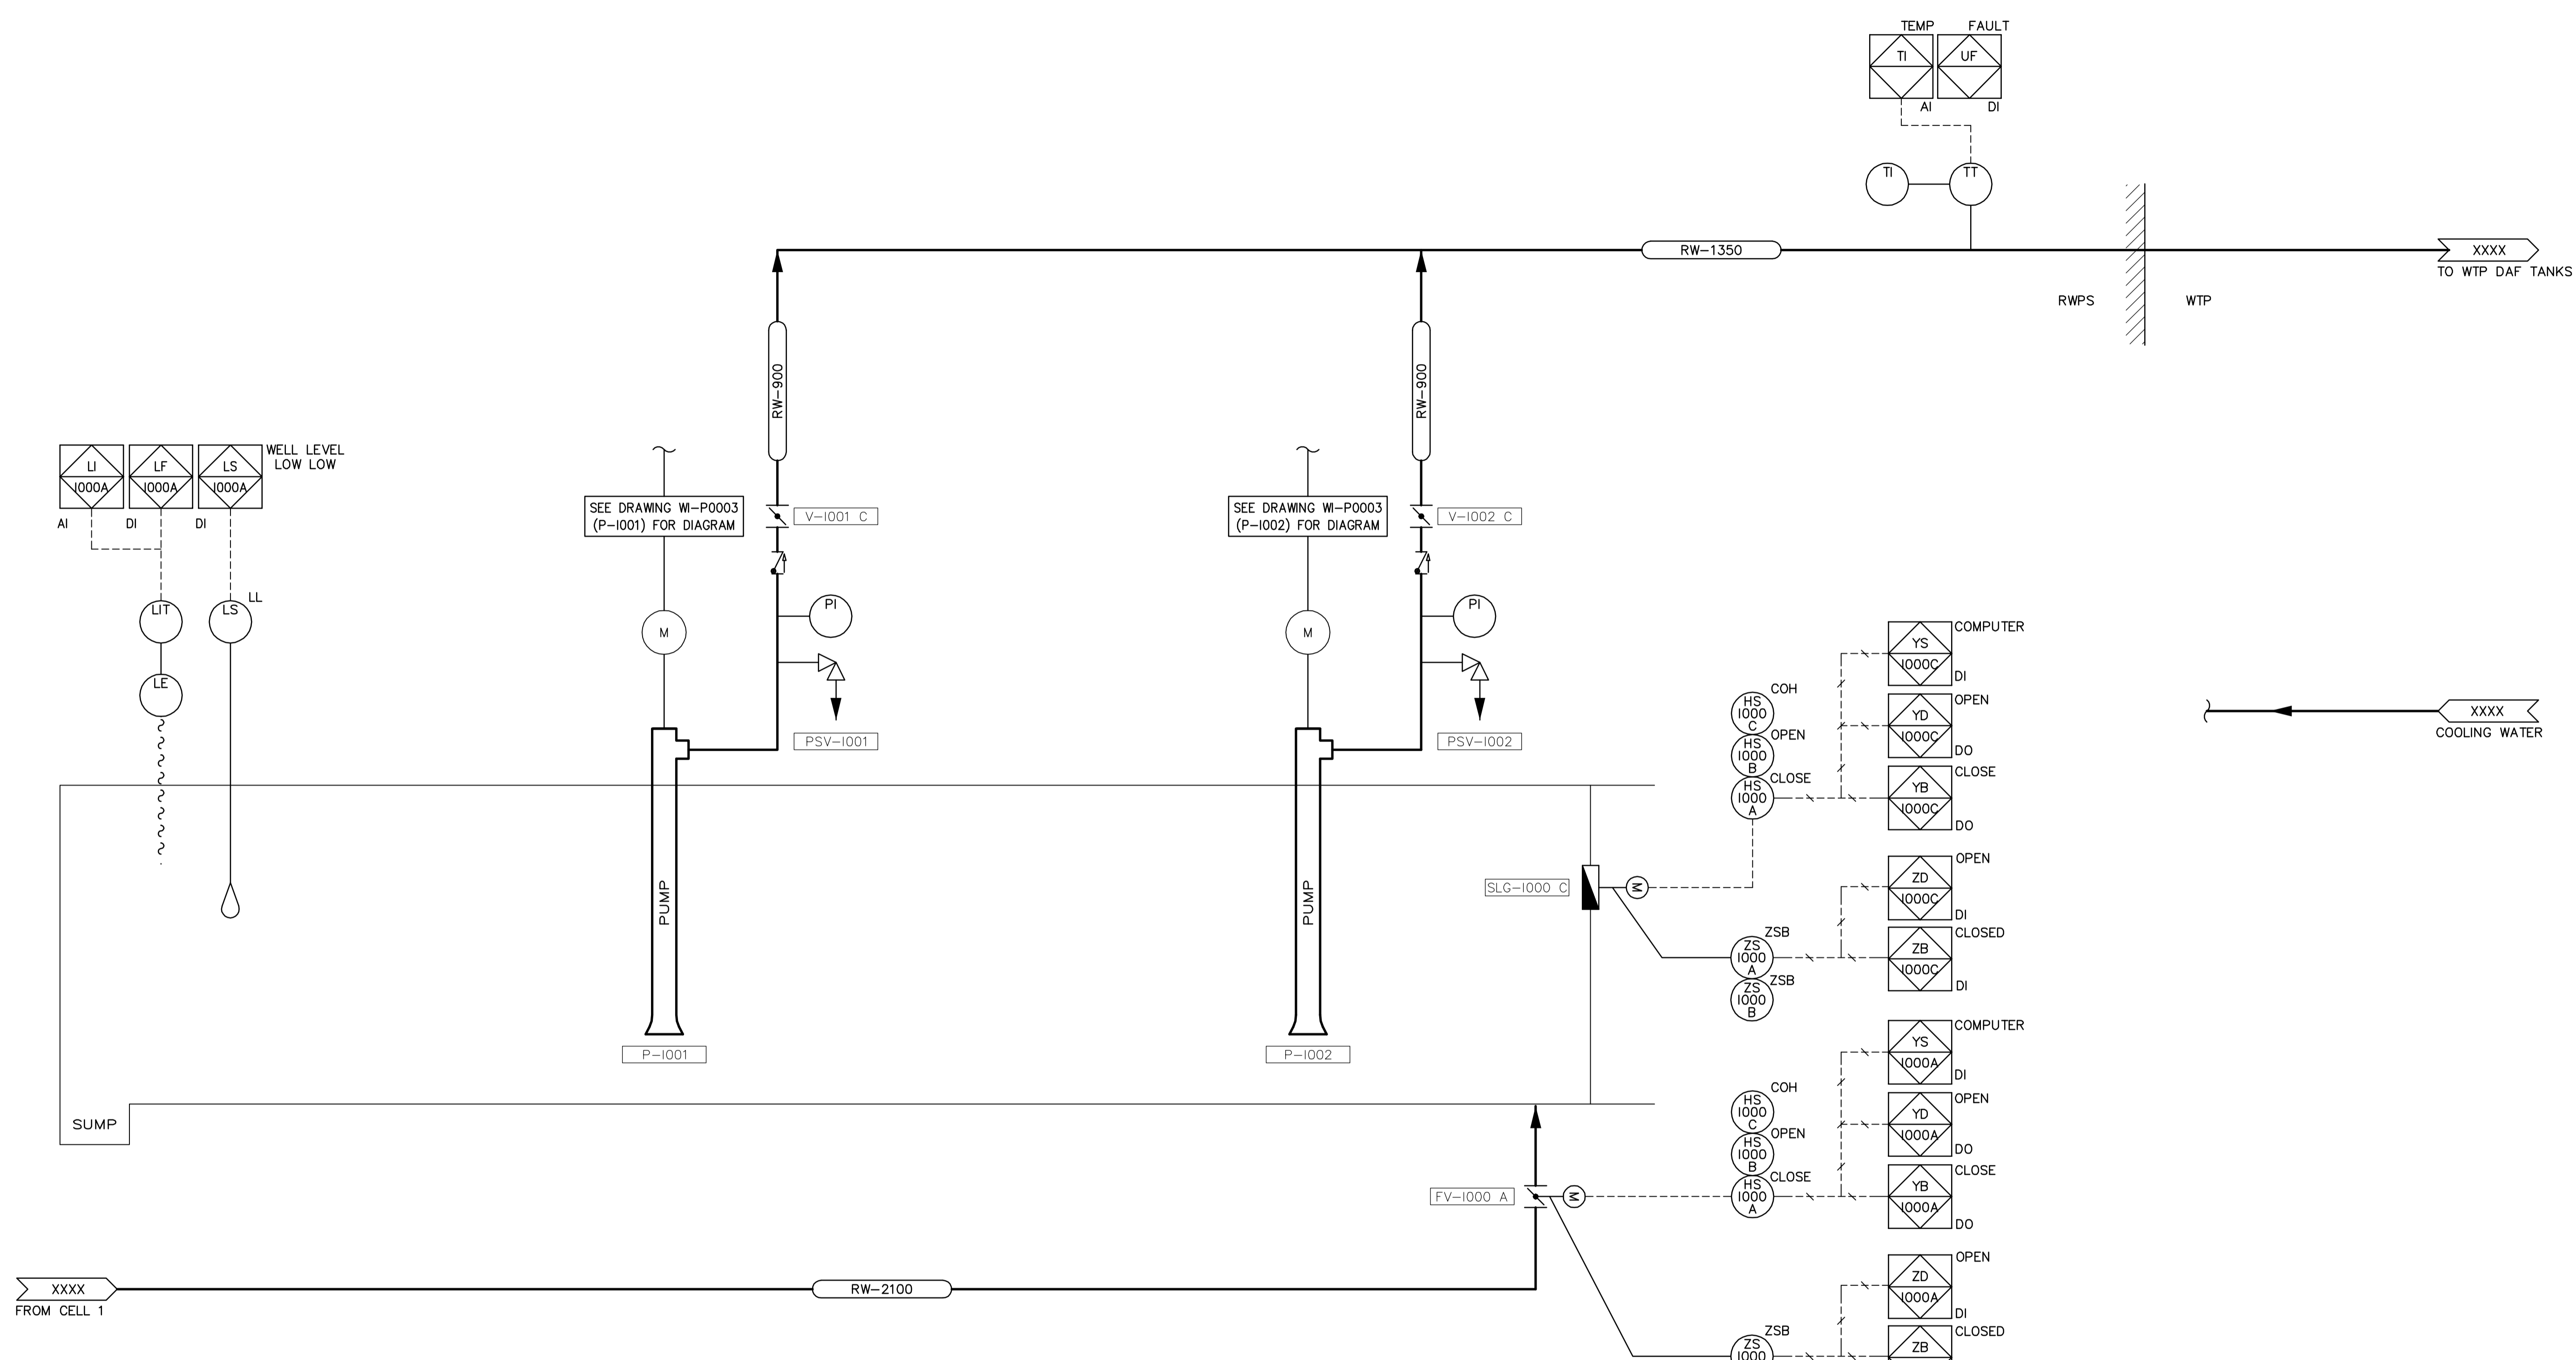 TEMP
FAULT
TI
UF
AI
DI
TI
TT
RW-1350
XXXX
TO WTP DAF TANKS
RWPS
WTP
RW-900
RW-900
LI
1000A
LF
1000A
LS
1000A
WELL LEVEL
LOW LOW
AI
DI
DI
SEE DRAWING WI-P0003
(P-1001) FOR DIAGRAM
V-1001 C
SEE DRAWING WI-P0003
(P-1002) FOR DIAGRAM
V-1002 C
LIT
LS
LL
LE
M
PI
M
PI
PSV-1001
PSV-1002
PUMP
PUMP
P-1001
P-1002
SUMP
COH
HS
1000
C
OPEN
HS
1000
B
CLOSE
HS
1000
A
YS
1000C
COMPUTER
DI
YD
1000C
OPEN
DO
YB
1000C
CLOSE
DO
XXXX
COOLING WATER
SLG-1000 C
M
ZSB
ZS
1000
A
ZSB
ZS
1000
B
ZD
1000C
OPEN
DI
ZB
1000C
CLOSED
DI
COH
HS
1000
C
OPEN
HS
1000
B
CLOSE
HS
1000
A
YS
1000A
COMPUTER
DI
YD
1000A
OPEN
DO
YB
1000A
CLOSE
DO
FV-1000 A
M
XXXX
FROM CELL 1
RW-2100
ZD
1000A
OPEN
DI
ZSB
ZS
1000
ZB
CLOSED